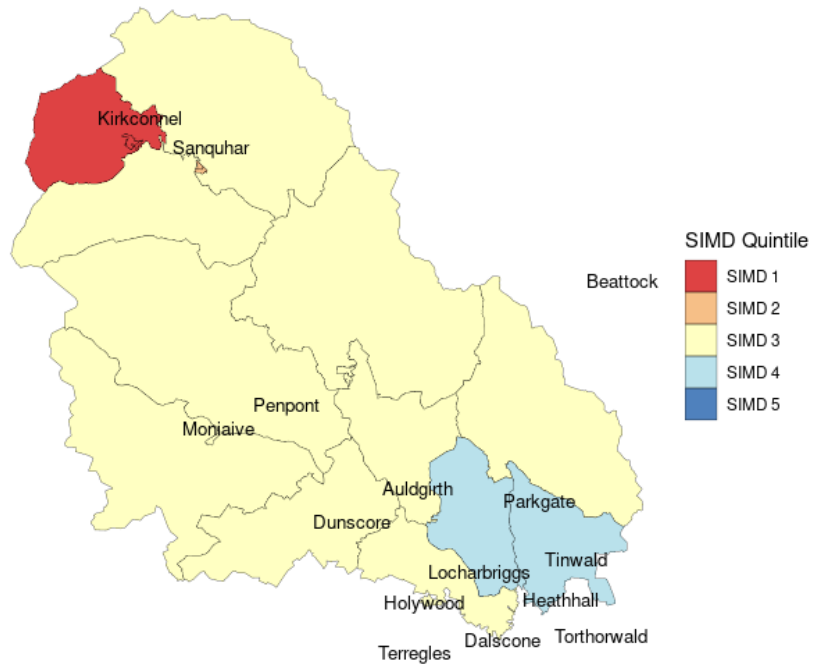 Kirkconnel
Sanquhar
SIMD Quintile
Beattock
SIMD 1
SIMD 2
SIMD 3
SIMD 4
SIMD 5
Penpont
Moniaive
Auldgirth
Parkgate
Dunscore
Tinwald
Locharbriggs
Holywood
Heathhall
Dalscone
Torthorwald
Terregles